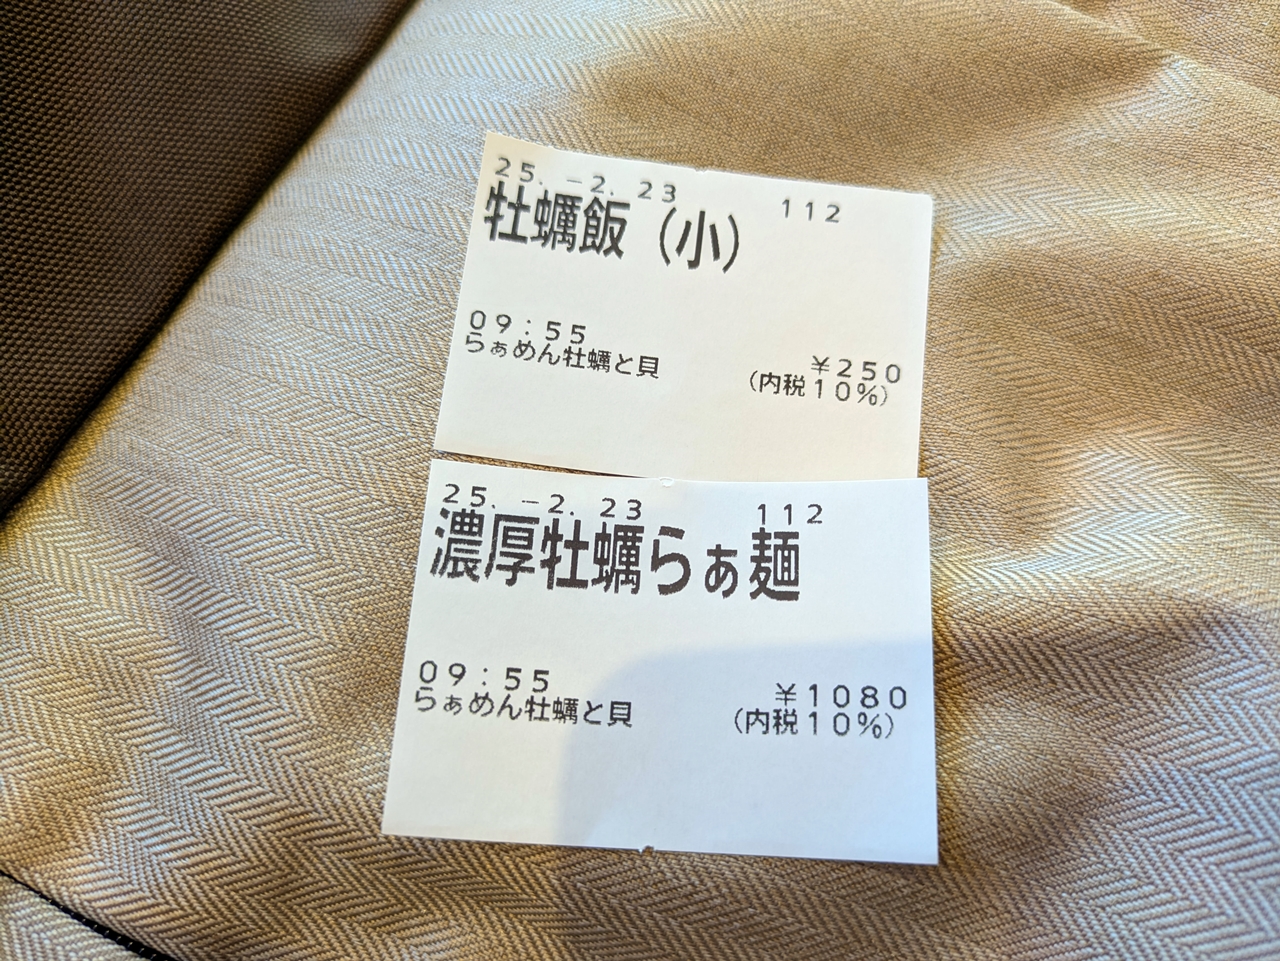 25.-2.23 112
牡蠣飯（小）
09:55
らぁめん牡蠣と貝 ¥250
（内税10%）
25.-2.23 112
濃厚牡蠣らぁ麺
09:55
らぁめん牡蠣と貝 ¥1080
（内税10%）